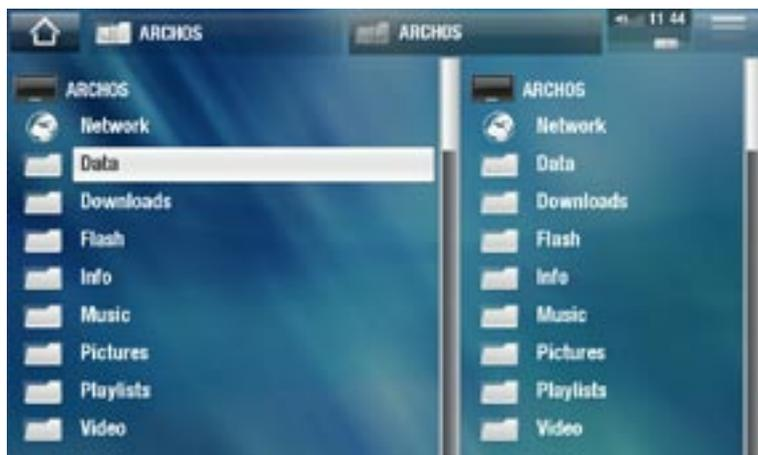 ARCHOS
ARCHOS
11 44
ARCHOS
Network
Data
Downloads
Flash
Info
Music
Pictures
Playlists
Video
ARCHOS
Network
Data
Downloads
Flash
Info
Music
Pictures
Playlists
Video